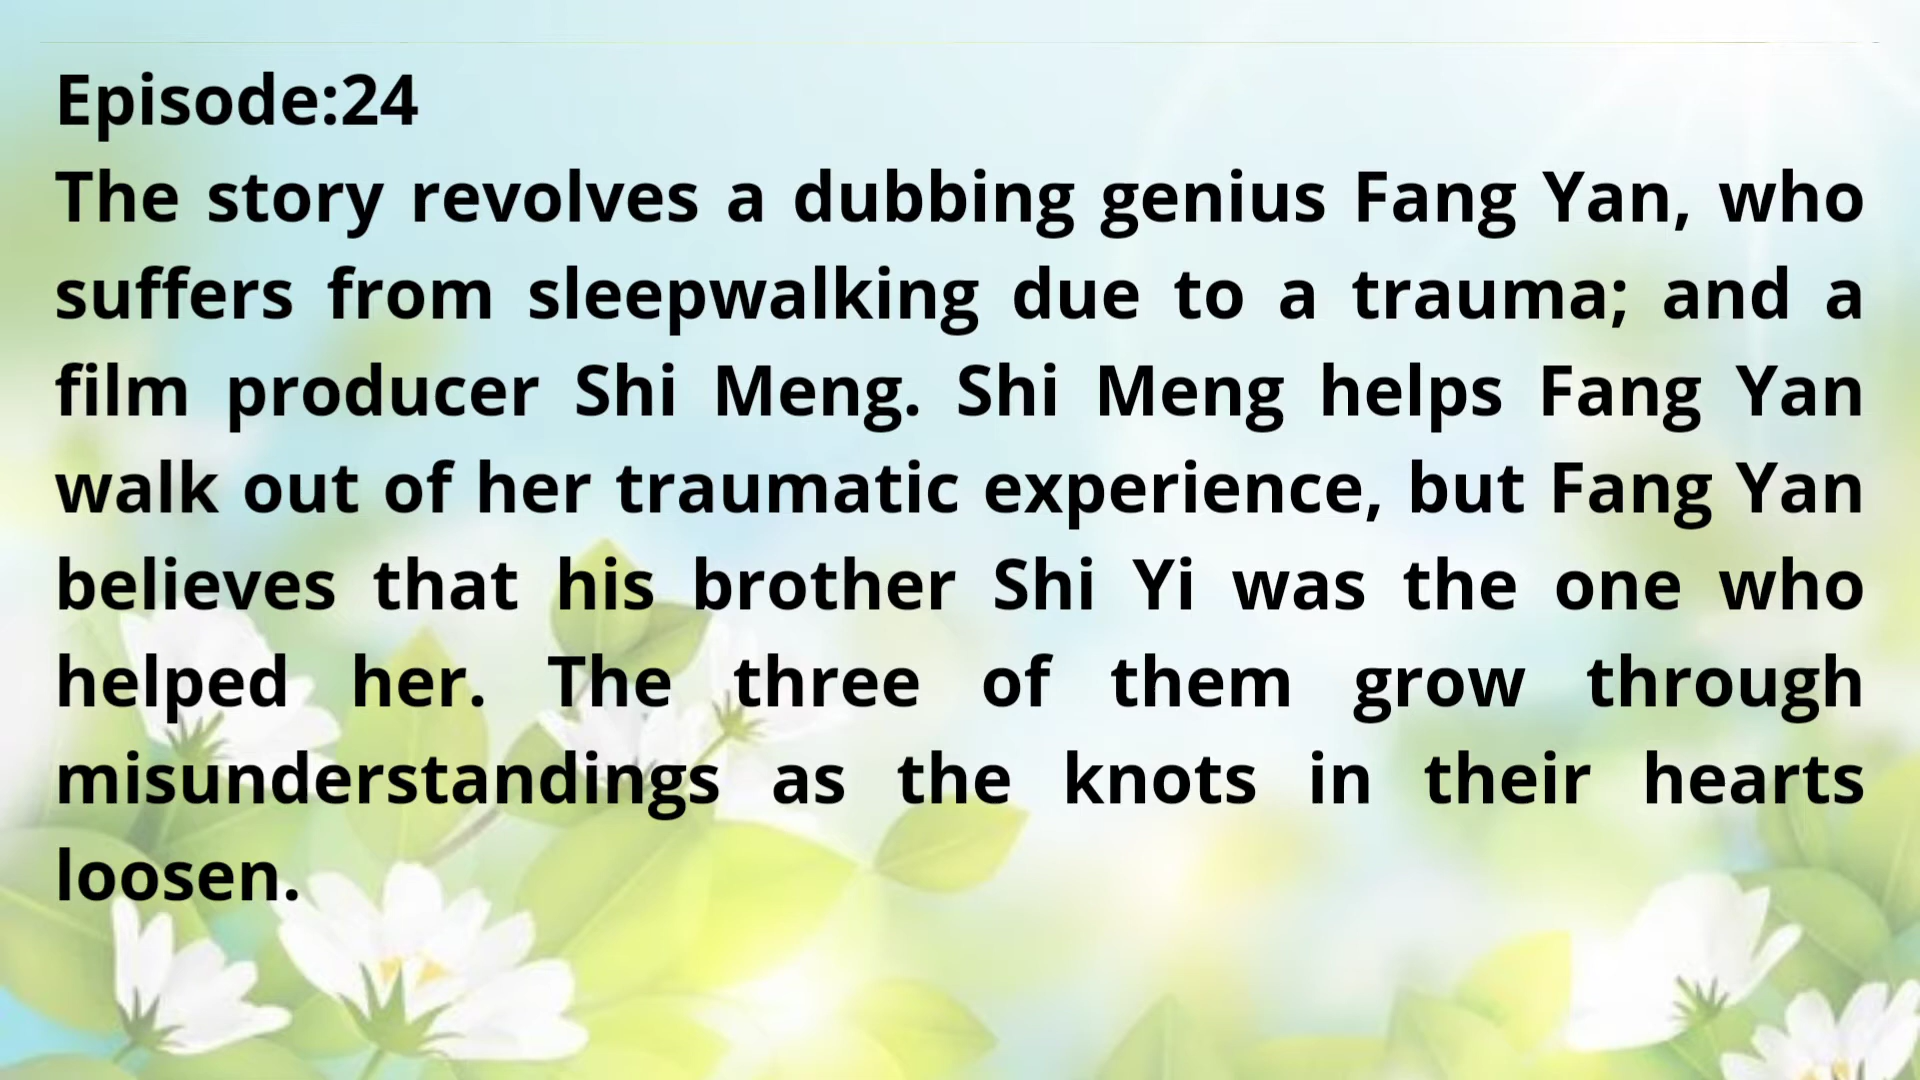 Episode:24
The story revolves a dubbing genius Fang Yan, who
suffers from sleepwalking due to a trauma; and a
film producer Shi Meng. Shi Meng helps Fang Yan
walk out of her traumatic experience, but Fang Yan
believes that his brother Shi Yi was the one who
helped her. The three of them grow through
misunderstandings as the knots in their hearts
loosen.